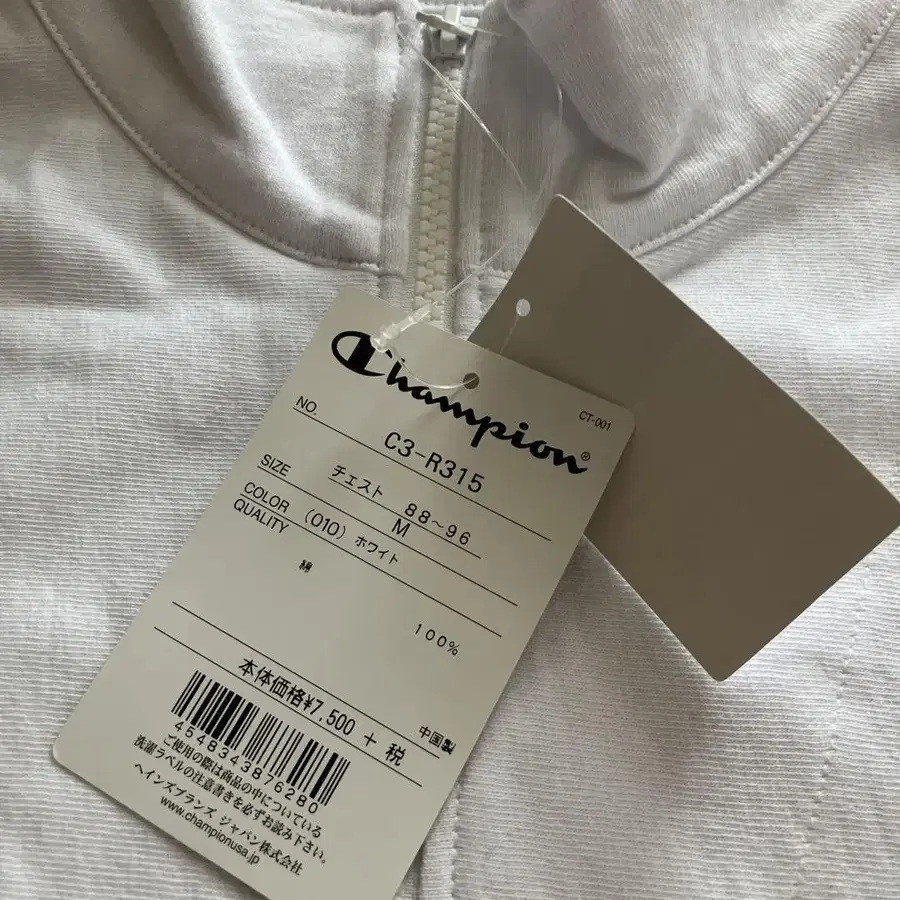 Champion®
CT-001
NO. C3-R315
SIZE チェスト 88~96
M
COLOR (010) ホワイト
QUALITY
綿 100%
本体価格¥7,500 + 税
中国製
4548343876280
ご使用の際は商品の中についている
洗濯ラベルの注意書きを必ずお読み下さい。
ヘインズブランズ ジャパン株式会社
www.championusa.jp